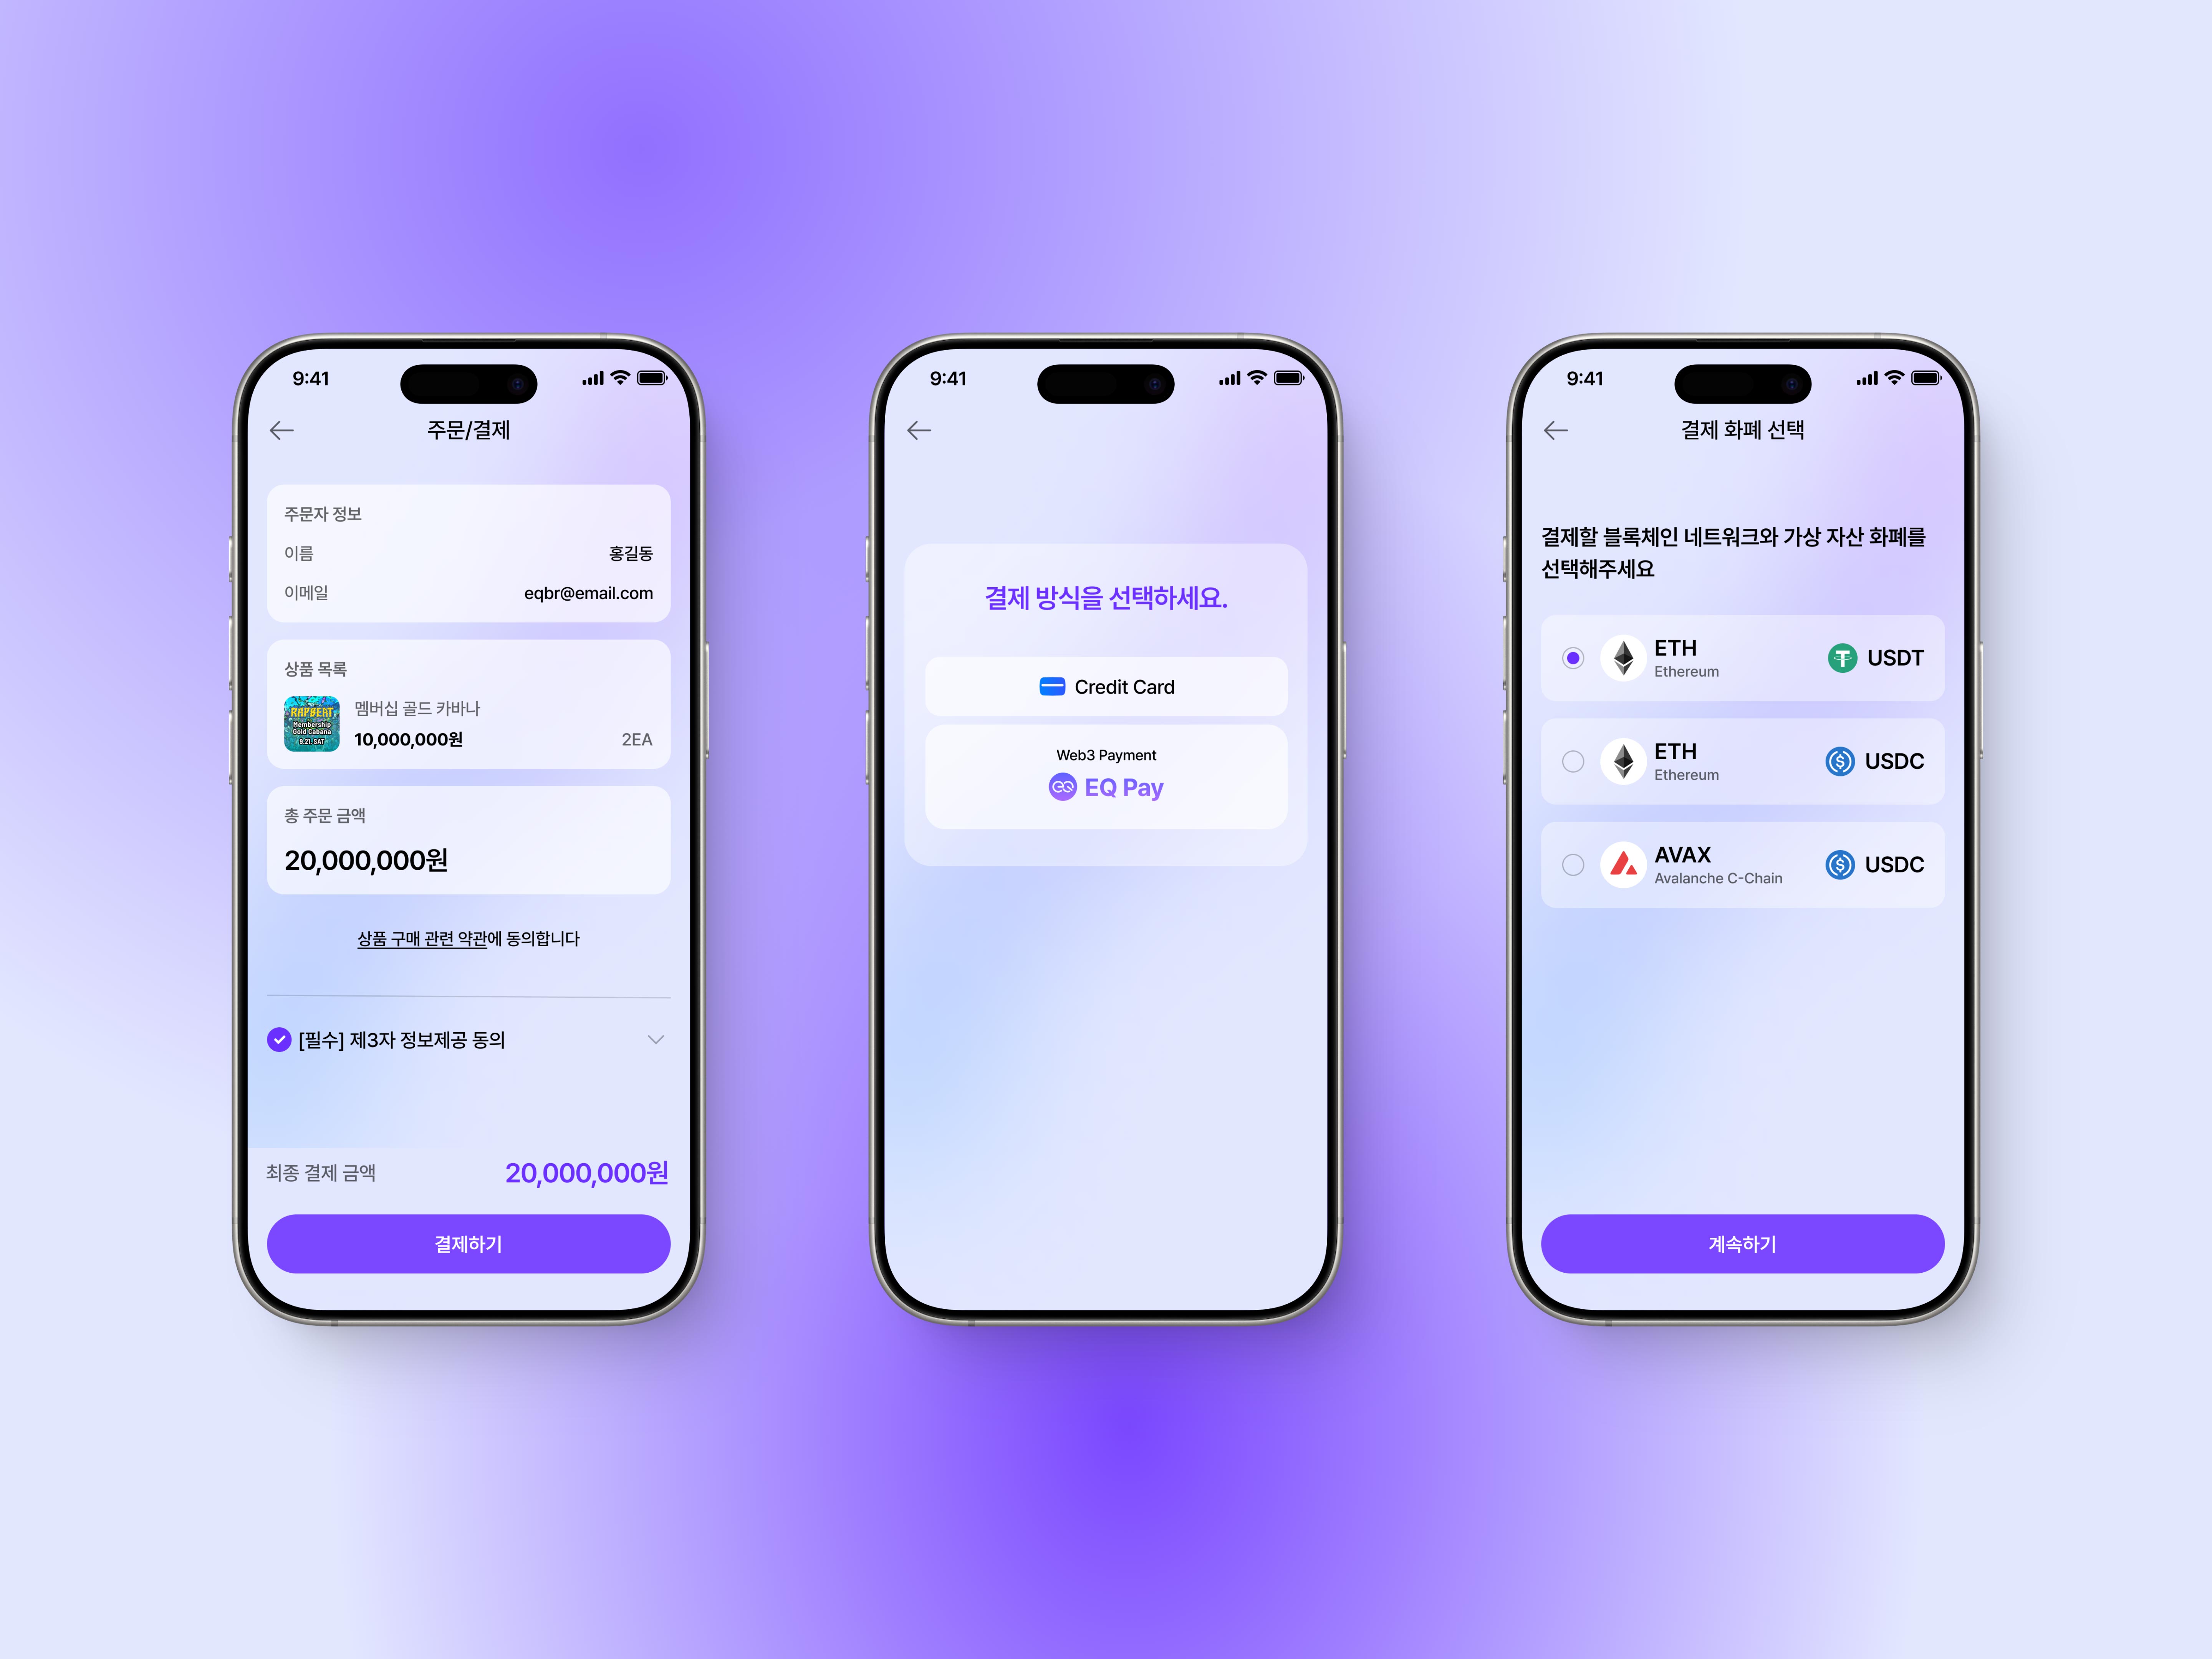 9:41
주문/결제
주문자 정보
이름 홍길동
이메일 eqbr@email.com
상품 목록
RAPBEAT
Membership
Gold Cabana
9.21. SAT
멤버십 골드 카바나
10,000,000원 2EA
총 주문 금액
20,000,000원
상품 구매 관련 약관에 동의합니다
[필수] 제3자 정보제공 동의
최종 결제 금액 20,000,000원
결제하기
9:41
결제 방식을 선택하세요.
Credit Card
Web3 Payment
EQ EQ Pay
9:41
결제 화폐 선택
결제할 블록체인 네트워크와 가상 자산 화폐를
선택해주세요
ETH
Ethereum
USDT
ETH
Ethereum
USDC
AVAX
Avalanche C-Chain
USDC
계속하기